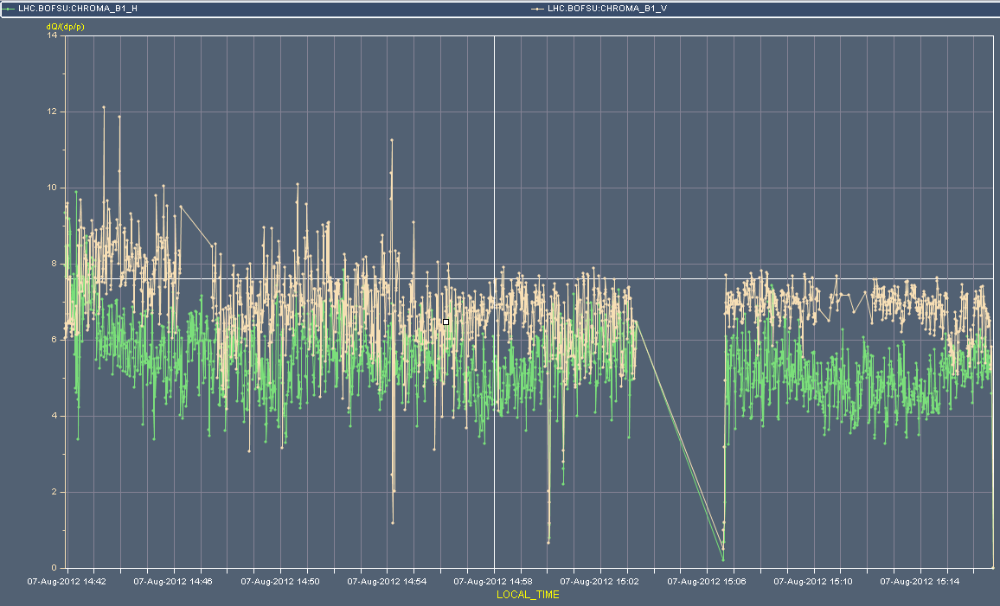 LHC.BOFSU:CHROMA_B1_H LHC.BOFSU:CHROMA_B1_V
dQ/(dp/p)
14
12
10
8
6
4
2
0
07-Aug-2012 14:42 07-Aug-2012 14:46 07-Aug-2012 14:50 07-Aug-2012 14:54 07-Aug-2012 14:58 07-Aug-2012 15:02 07-Aug-2012 15:06 07-Aug-2012 15:10 07-Aug-2012 15:14
LOCAL_TIME